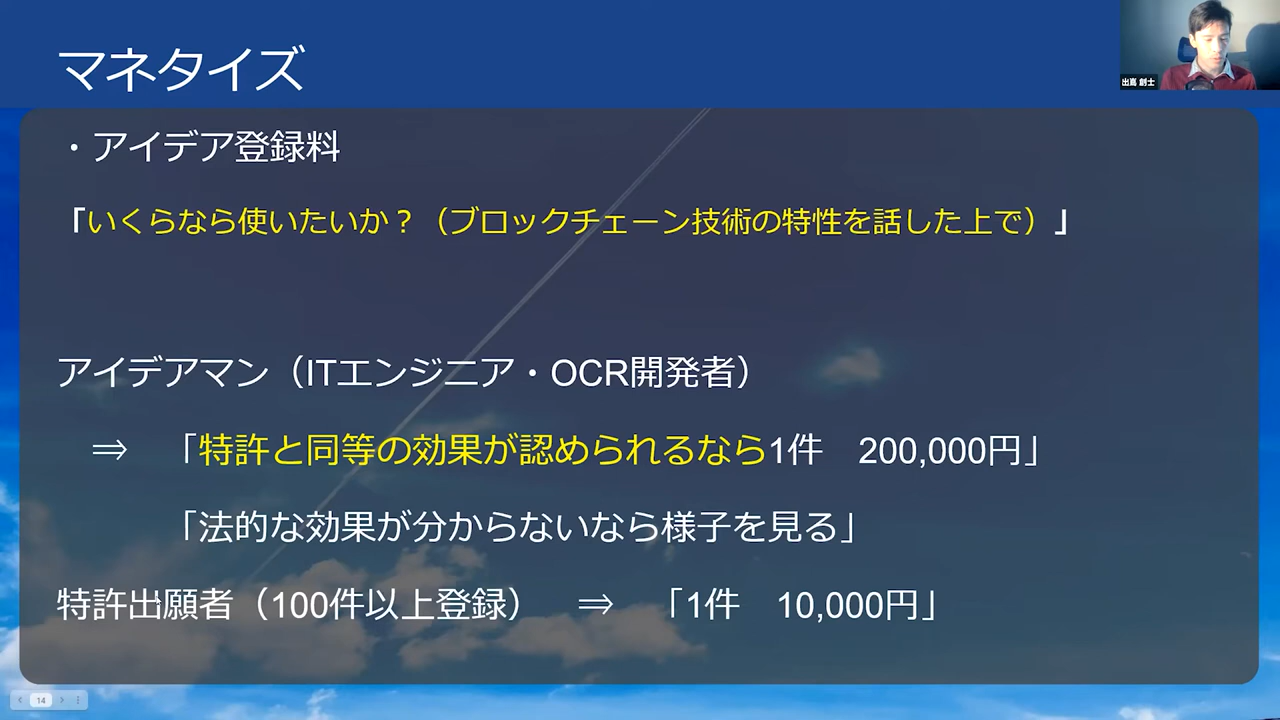 マネタイズ
出嶌 創士
・アイデア登録料
「いくらなら使いたいか？（ブロックチェーン技術の特性を話した上で）」
アイデアマン（ITエンジニア・OCR開発者）
⇒ 「特許と同等の効果が認められるなら1件 200,000円」
「法的な効果が分からないなら様子を見る」
特許出願者（100件以上登録） ⇒ 「1件 10,000円」
14